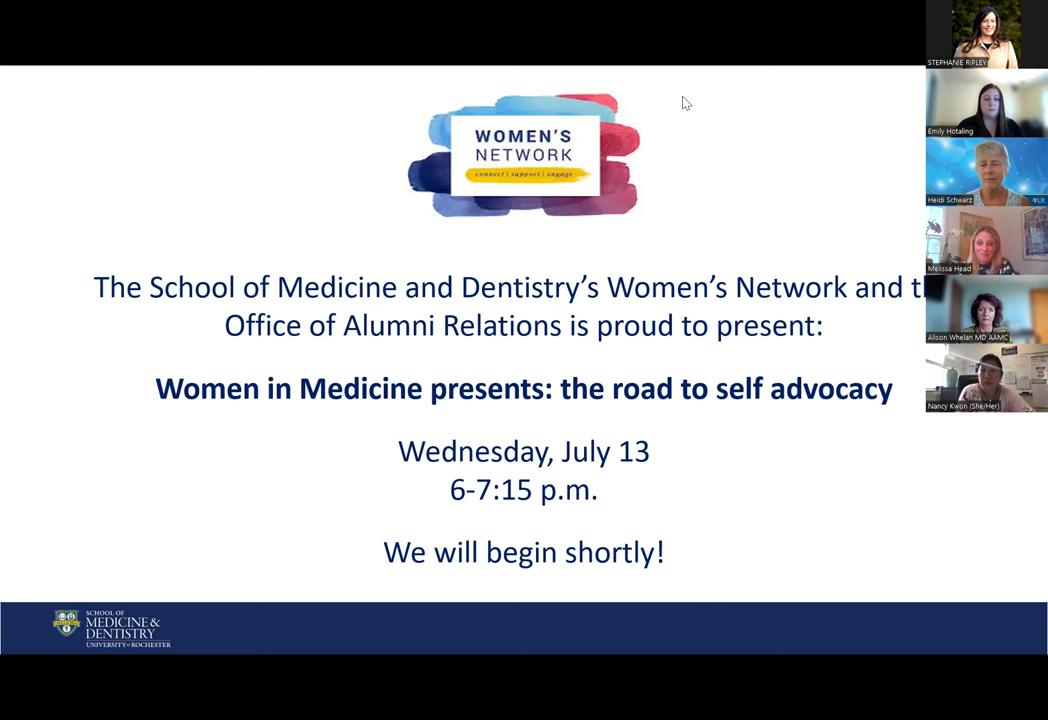 WOMEN'S
NETWORK
connect | support | engage
The School of Medicine and Dentistry's Women's Network and
Office of Alumni Relations is proud to present:
Women in Medicine presents: the road to self advocacy
Wednesday, July 13
6-7:15 p.m.
We will begin shortly!
SCHOOL OF
MEDICINE &
DENTISTRY
UNIVERSITY of ROCHESTER
STEPHANIE RIPLEY
Emily Hotaling
Heidi Schwarz
Melissa Head
Alison Whelan MD AAMC
Nancy Kwon (She/Her)